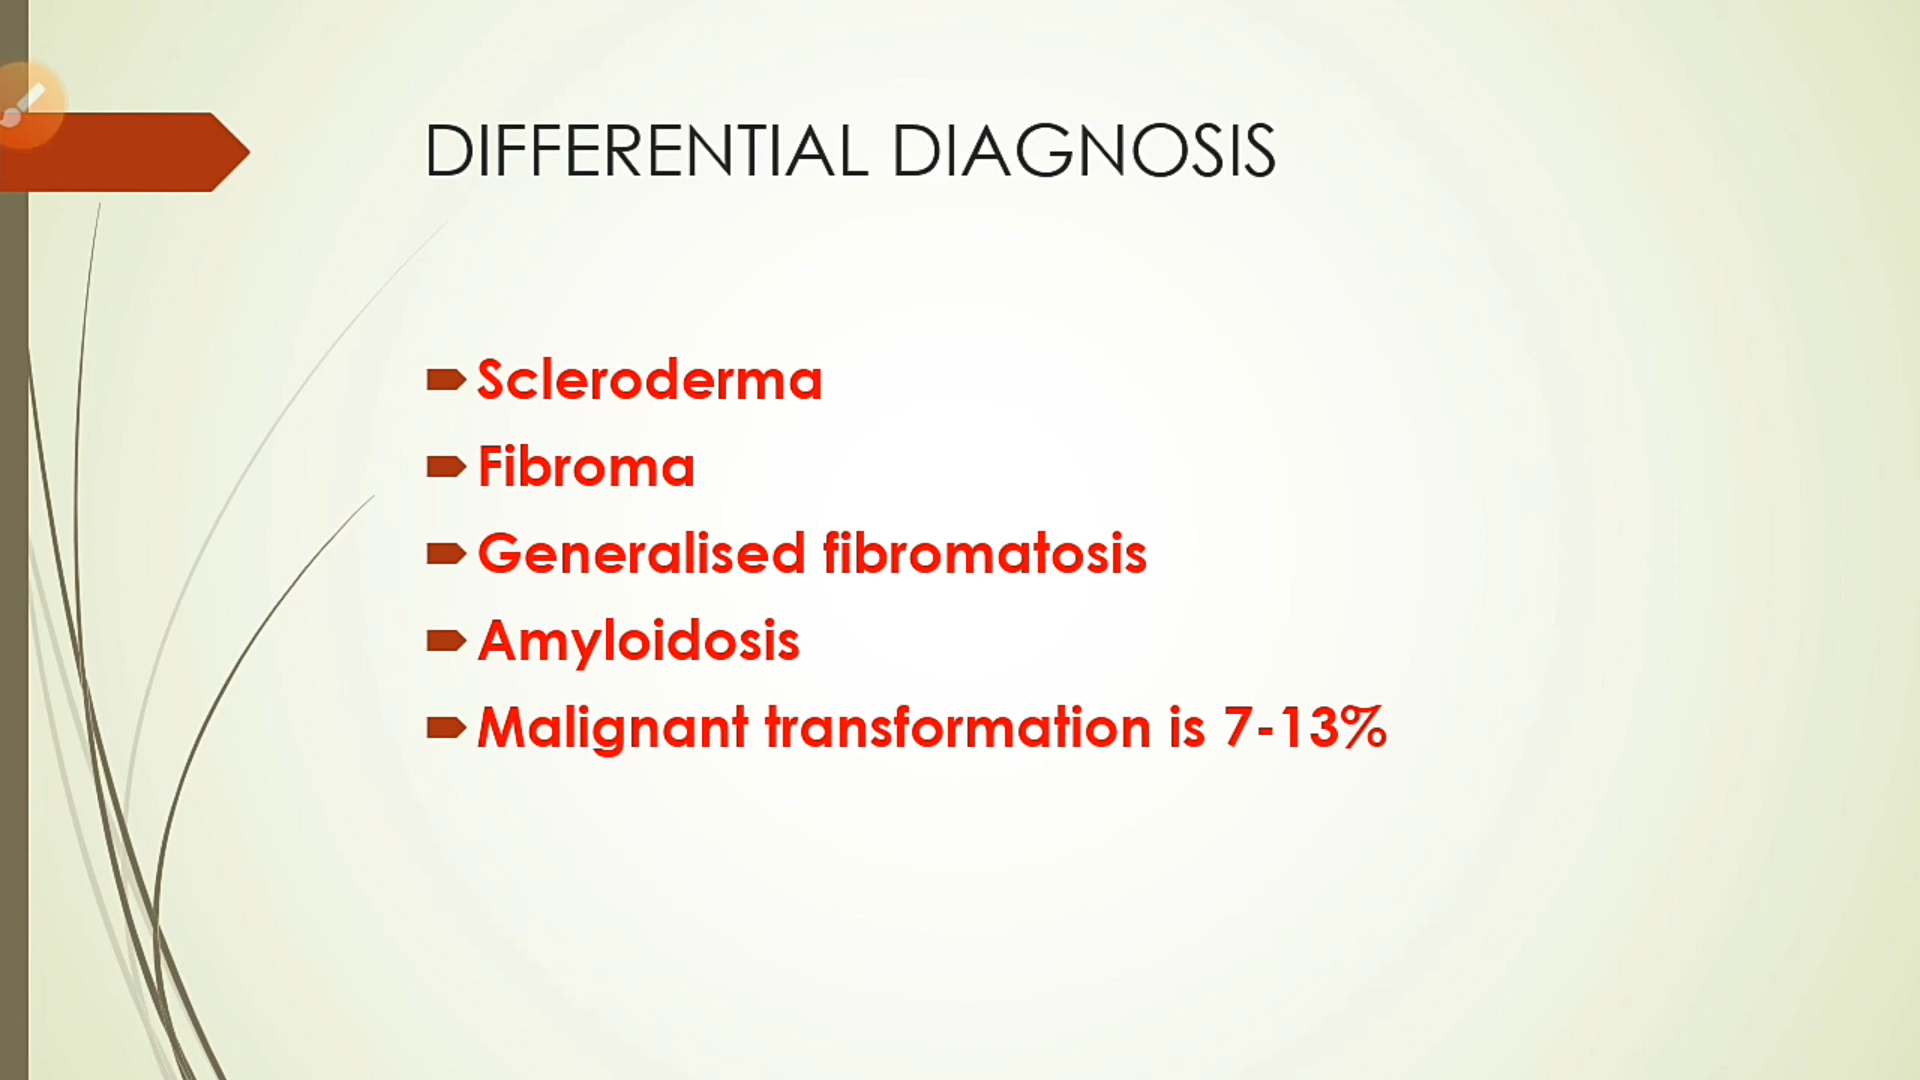 DIFFERENTIAL DIAGNOSIS
Scleroderma
Fibroma
Generalised fibromatosis
Amyloidosis
Malignant transformation is 7-13%